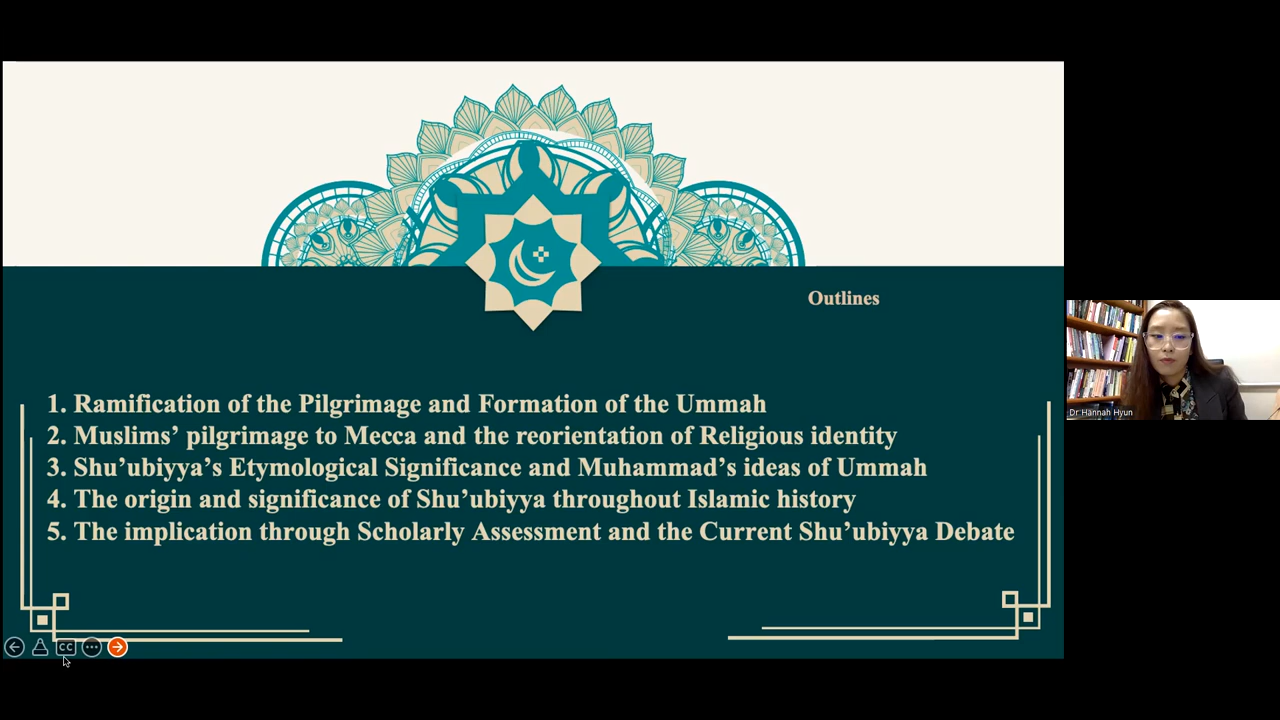 Outlines
1. Ramification of the Pilgrimage and Formation of the Ummah
2. Muslims’ pilgrimage to Mecca and the reorientation of Religious identity
3. Shu’ubiyya’s Etymological Significance and Muhammad’s ideas of Ummah
4. The origin and significance of Shu’ubiyya throughout Islamic history
5. The implication through Scholarly Assessment and the Current Shu’ubiyya Debate
Dr Hannah Hyun
CC